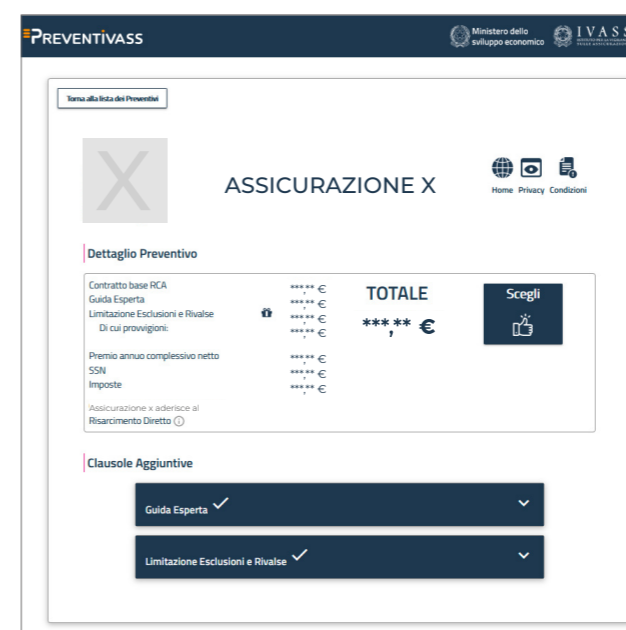 PREVENTIVASS
Ministero dello
sviluppo economico
IVASS
Torna alla lista dei Preventivi
X
ASSICURAZIONE X
Home Privacy Condizioni
Dettaglio Preventivo
Contratto base RCA ***,** €
Guida Esperta ***,** €
Limitazione Esclusioni e Rivalse ***,** €
Di cui provvigioni: ***,** €
TOTALE
***,** €
Scegli
Premio annuo complessivo netto ***,** €
SSN ***,** €
Imposte ***,** €
Assicurazione x aderisce al
Risarcimento Diretto
Clausole Aggiuntive
Guida Esperta
Limitazione Esclusioni e Rivalse